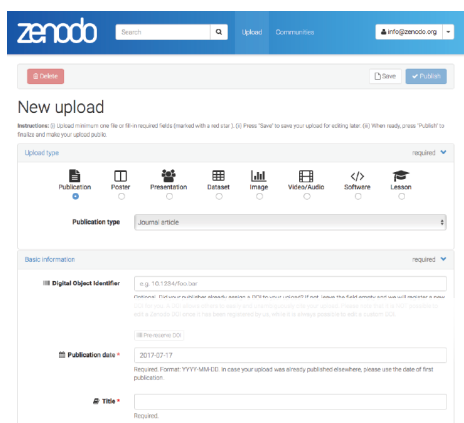 zenodo
Search
Upload
Communities
info@zenodo.org
Delete
Save
Publish
New upload
Instructions: (i) Upload minimum one file or fill-in required fields (marked with a red star ). (ii) Press "Save" to save your upload for editing later. (iii) When ready, press "Publish" to
finalize and make your upload public.
Upload type
required
Publication
Poster
Presentation
Dataset
Image
Video/Audio
Software
Lesson
Publication type
Journal article
Basic information
required
Digital Object Identifier
e.g. 10.1234/foo.bar
Optional. Did your publisher already assign a DOI to your upload? If not, leave the field empty and we will register a new
Pre-reserve DOI
Publication date *
2017-07-17
Required. Format: YYYY-MM-DD. In case your upload was already published elsewhere, please use the date of first
publication.
Title *
Required.